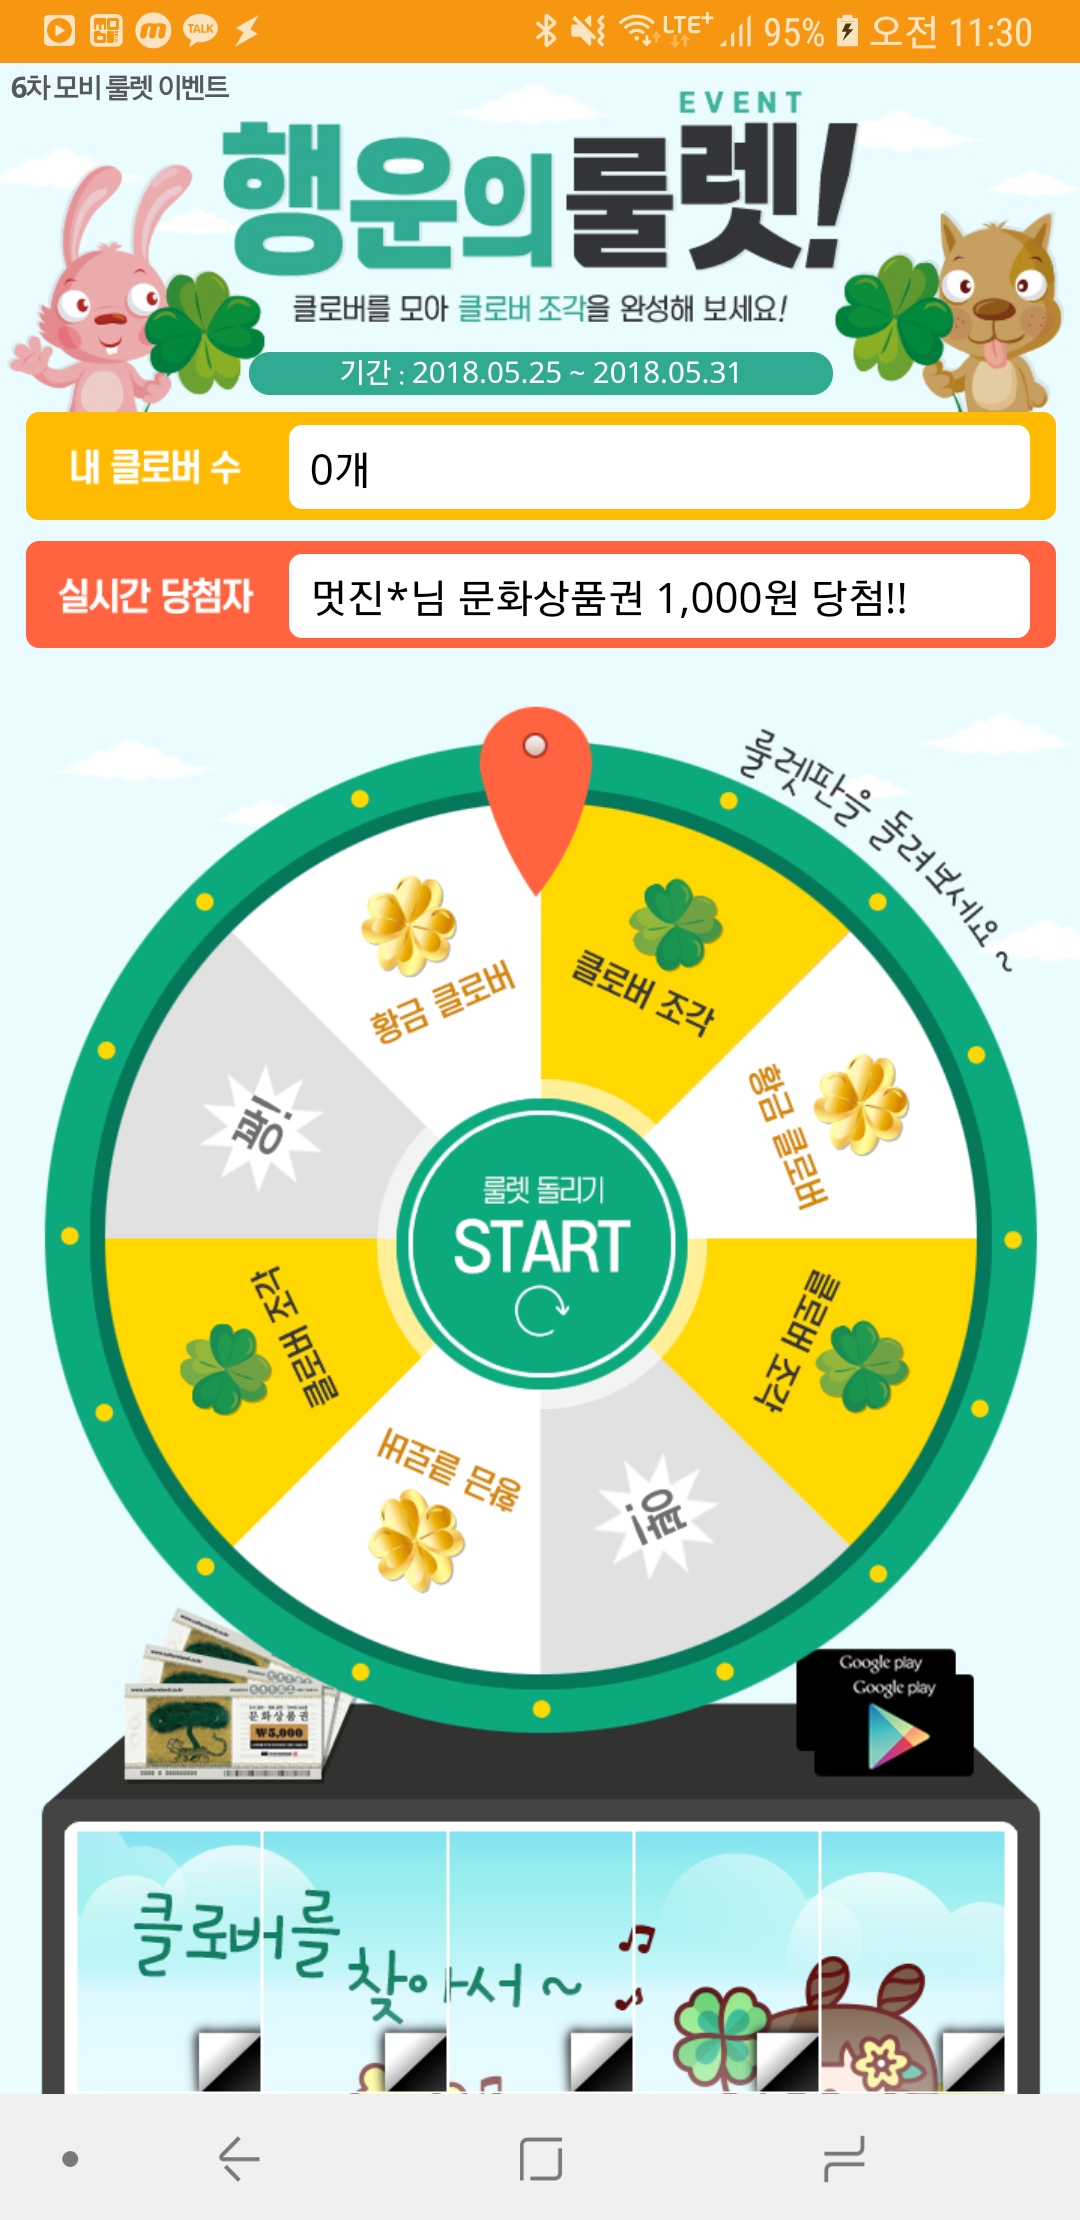 TALK
LTE+
95%
오전 11:30
6차 모비 룰렛 이벤트
EVENT
행운의룰렛!
클로버를 모아 클로버 조각을 완성해 보세요!
기간 : 2018.05.25 ~ 2018.05.31
내 클로버 수
0개
실시간 당첨자
멋진*님 문화상품권 1,000원 당첨!!
룰렛판을 돌려보세요~
황금 클로버
클로버 조각
꽝!
황금 클로버
룰렛 돌리기
START
클로버 조각
클로버 조각
황금 클로버
꽝!
Google play
Google play
문화상품권
₩5,000
클로버를
찾아서 ~